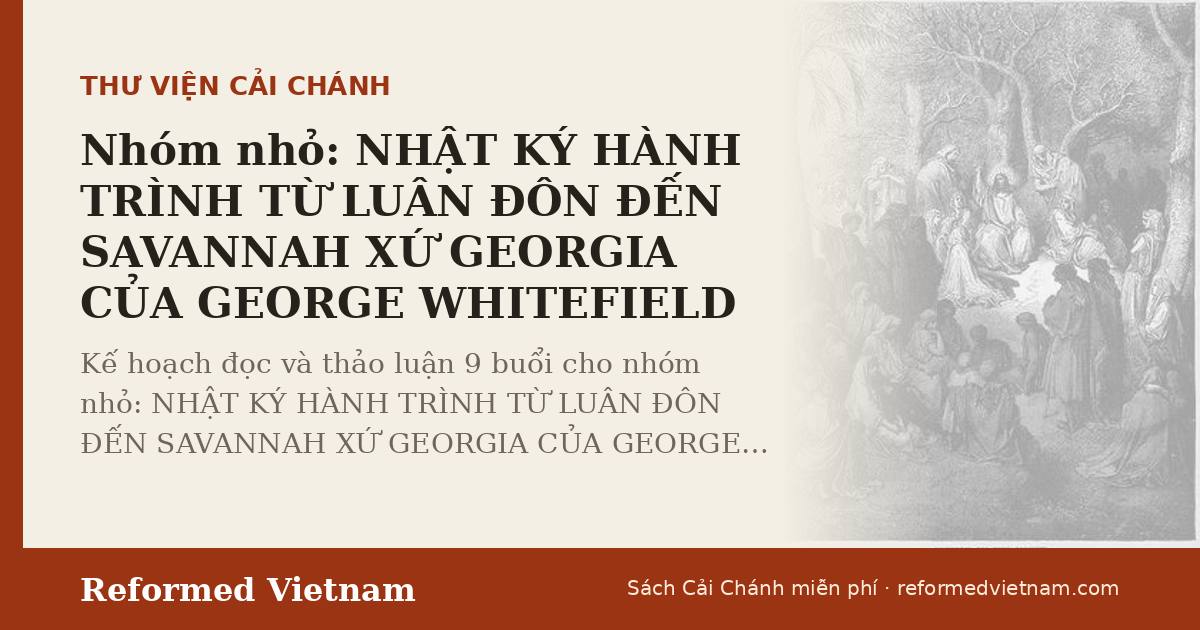 THƯ VIỆN CẢI CHÁNH
Nhóm nhỏ: NHẬT KÝ HÀNH
TRÌNH TỪ LUÂN ĐÔN ĐẾN
SAVANNAH XỨ GEORGIA
CỦA GEORGE WHITEFIELD
Kế hoạch đọc và thảo luận 9 buổi cho nhóm
nhỏ: NHẬT KÝ HÀNH TRÌNH TỪ LUÂN ĐÔN
ĐẾN SAVANNAH XỨ GEORGIA CỦA GEORGE…
Reformed Vietnam
Sách Cải Chánh miễn phí · reformedvietnam.com